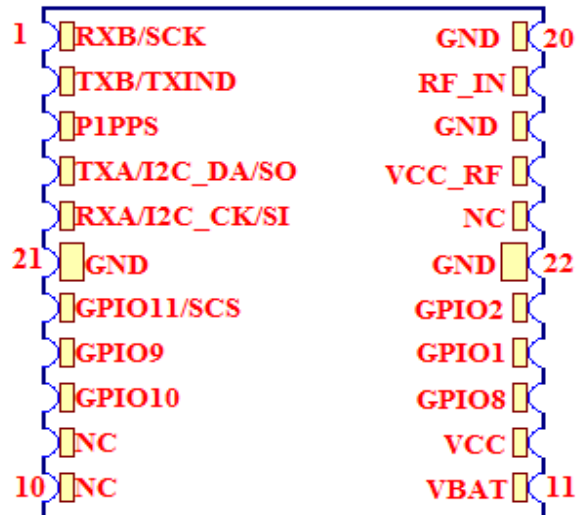 1 RXB/SCK GND 20
TXB/TXIND RF_IN
P1PPS GND
TXA/I2C_DA/SO VCC_RF
RXA/I2C_CK/SI NC
21 GND GND 22
GPIO11/SCS GPIO2
GPIO9 GPIO1
GPIO10 GPIO8
NC VCC
10 NC VBAT 11